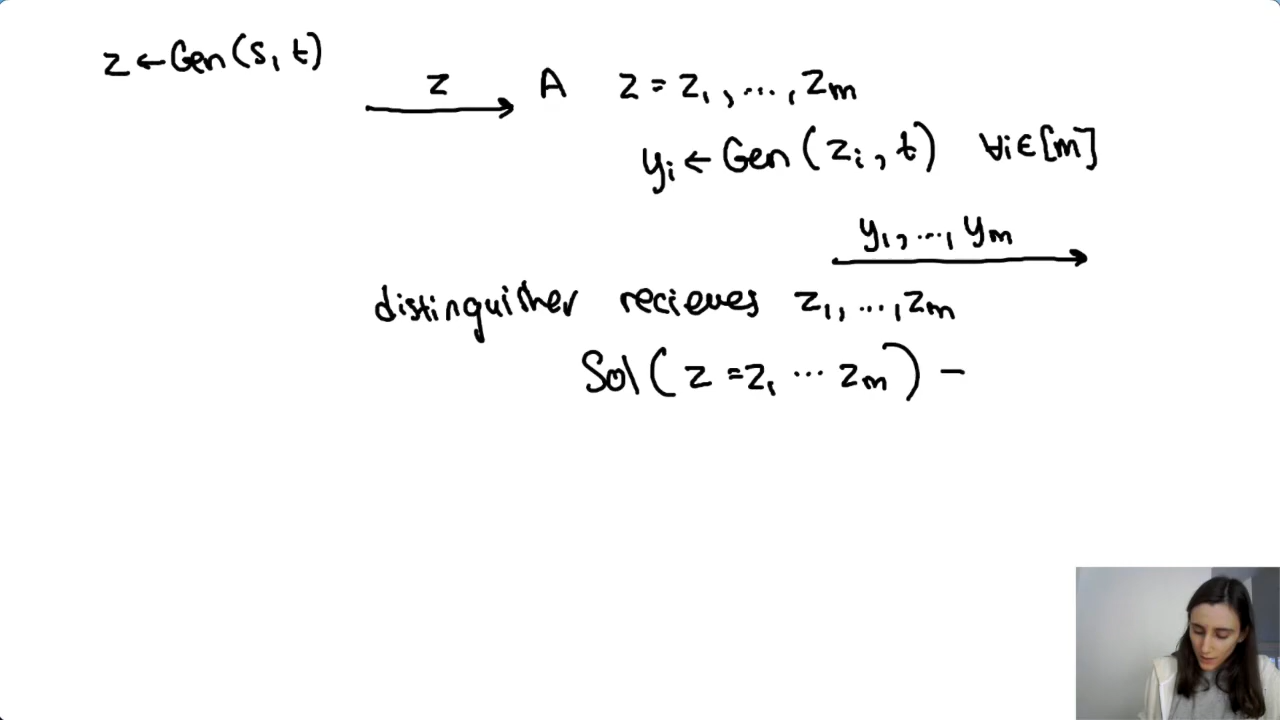 z ← Gen(s, t)
z
A z = z₁, ..., zₘ
yᵢ ← Gen(zᵢ, t) ∀i∈[m]
y₁, ..., yₘ
distinguisher recieves z₁, ..., zₘ
Sol(z = z₁ ... zₘ) –